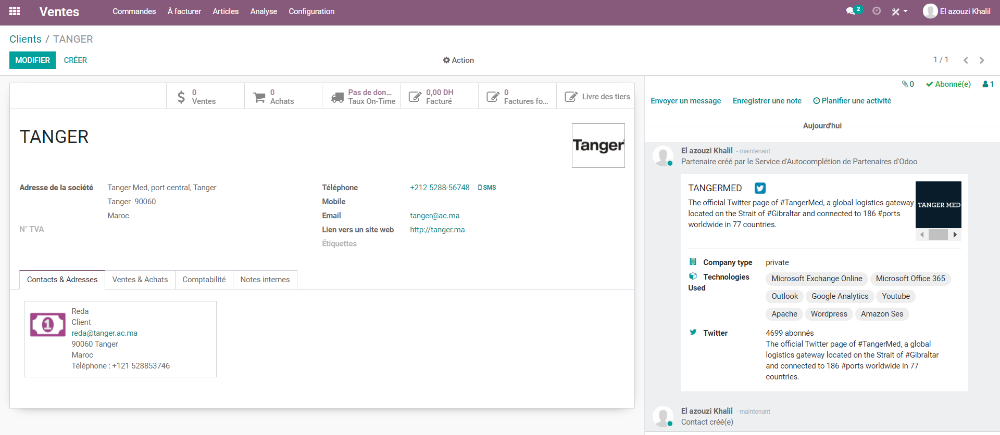 Ventes
Commandes À facturer Articles Analyse Configuration
2
El azouzi Khalil
Clients / TANGER
MODIFIER CRÉER
Action
1 / 1
0
Ventes
0
Achats
Pas de don...
Taux On-Time
0,00 DH
Facturé
0
Factures fo...
Livre des tiers
TANGER
Tanger
Adresse de la société
Tanger Med, port central, Tanger
Tanger 90060
Maroc
N° TVA
Téléphone +212 5288-56748 SMS
Mobile
Email tanger@ac.ma
Lien vers un site web http://tanger.ma
Étiquettes
Contacts & Adresses Ventes & Achats Comptabilité Notes internes
1
Reda
Client
reda@tanger.ac.ma
90060 Tanger
Maroc
Téléphone : +121 528853746
0 Abonné(e) 1
Envoyer un message Enregistrer une note Planifier une activité
Aujourd'hui
El azouzi Khalil - maintenant
Partenaire créé par le Service d'Autocomplétion de Partenaires d'Odoo
TANGERMED
The official Twitter page of #TangerMed, a global logistics gateway
located on the Strait of #Gibraltar and connected to 186 #ports
worldwide in 77 countries.
TANGER MED
Company type private
Technologies
Used
Microsoft Exchange Online Microsoft Office 365
Outlook Google Analytics Youtube
Apache Wordpress Amazon Ses
Twitter 4699 abonnés
The official Twitter page of #TangerMed, a global
logistics gateway located on the Strait of #Gibraltar
and connected to 186 #ports worldwide in 77
countries.
El azouzi Khalil - maintenant
Contact créé(e)